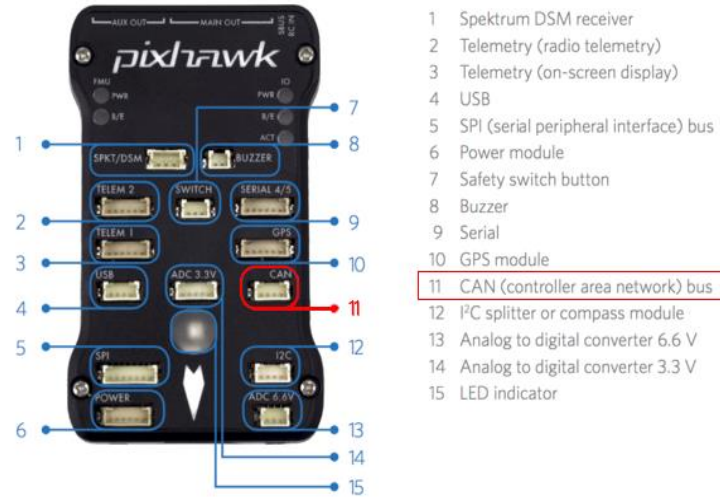 AUX OUT
MAIN OUT
SBUS
RC IN
pixhawk
FMU
PWR
B/E
IO
PWR
B/E
ACT
SPKT/DSM
BUZZER
TELEM 2
SWITCH
SERIAL 4/5
TELEM 1
GPS
USB
ADC 3.3V
CAN
SPI
I2C
POWER
ADC 6.6V
1
2
3
4
5
6
7
8
9
10
11
12
13
14
15
1 Spektrum DSM receiver
2 Telemetry (radio telemetry)
3 Telemetry (on-screen display)
4 USB
5 SPI (serial peripheral interface) bus
6 Power module
7 Safety switch button
8 Buzzer
9 Serial
10 GPS module
11 CAN (controller area network) bus
12 I²C splitter or compass module
13 Analog to digital converter 6.6 V
14 Analog to digital converter 3.3 V
15 LED indicator